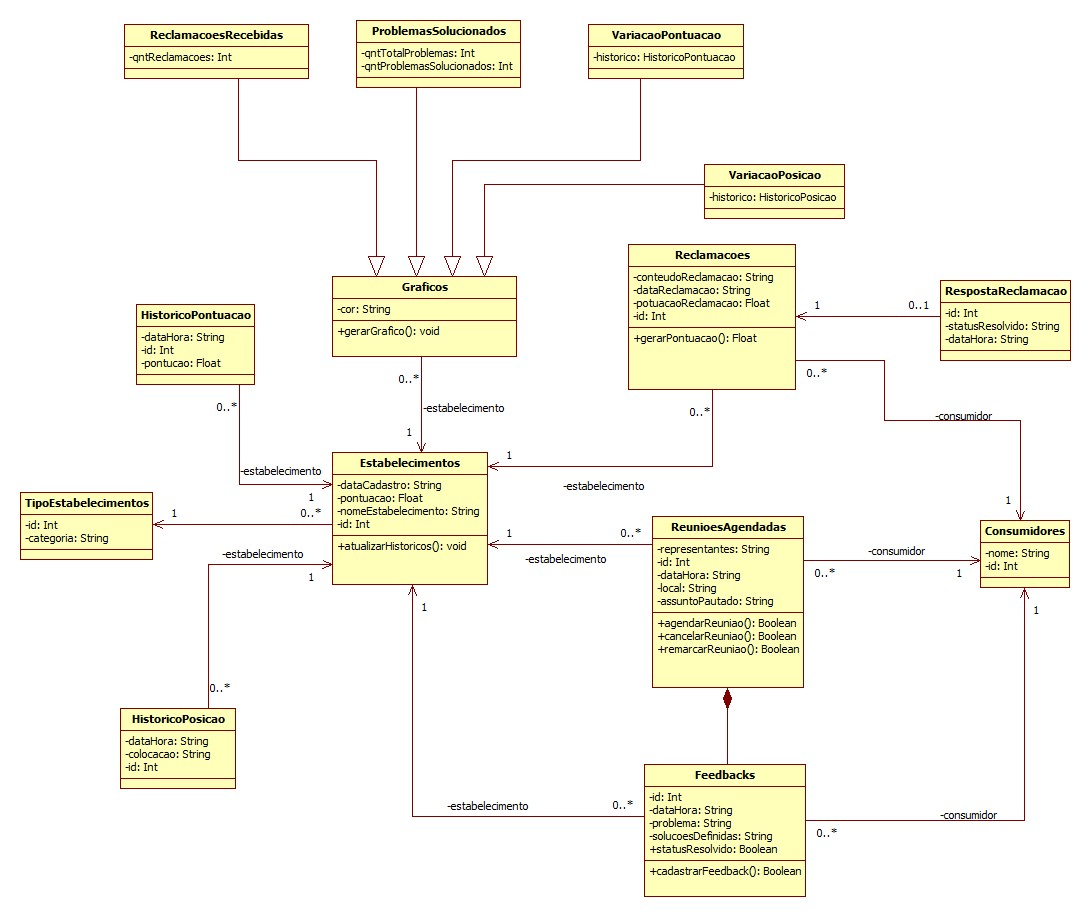 ReclamacoesRecebidas
-qntReclamacoes: Int
ProblemasSolucionados
-qntTotalProblemas: Int
-qntProblemasSolucionados: Int
VariacaoPontuacao
-historico: HistoricoPontuacao
VariacaoPosicao
-historico: HistoricoPosicao
Graficos
-cor: String
+gerarGrafico(): void
Reclamacoes
-conteudoReclamacao: String
-dataReclamacao: String
-potuacaoReclamacao: Float
-id: Int
+gerarPontuacao(): Float
RespostaReclamacao
-id: Int
-statusResolvido: String
-dataHora: String
1
0..1
HistoricoPontuacao
-dataHora: String
-id: Int
-pontucao: Float
0..*
-estabelecimento
1
0..*
-estabelecimento
1
0..*
1
-estabelecimento
0..*
-consumidor
1
Estabelecimentos
-dataCadastro: String
-pontuacao: Float
-nomeEstabelecimento: String
-id: Int
+atualizarHistoricos(): void
TipoEstabelecimentos
-id: Int
-categoria: String
1
0..*
-estabelecimento
1
0..*
HistoricoPosicao
-dataHora: String
-colocacao: String
-id: Int
1
0..*
-estabelecimento
ReunioesAgendadas
-representantes: String
-id: Int
-dataHora: String
-local: String
-assuntoPautado: String
+agendarReuniao(): Boolean
+cancelarReuniao(): Boolean
+remarcarReuniao(): Boolean
-consumidor
0..*
1
Consumidores
-nome: String
-id: Int
1
1
-estabelecimento
0..*
Feedbacks
-id: Int
-dataHora: String
-problema: String
-solucoesDefinidas: String
+statusResolvido: Boolean
+cadastrarFeedback(): Boolean
-consumidor
0..*